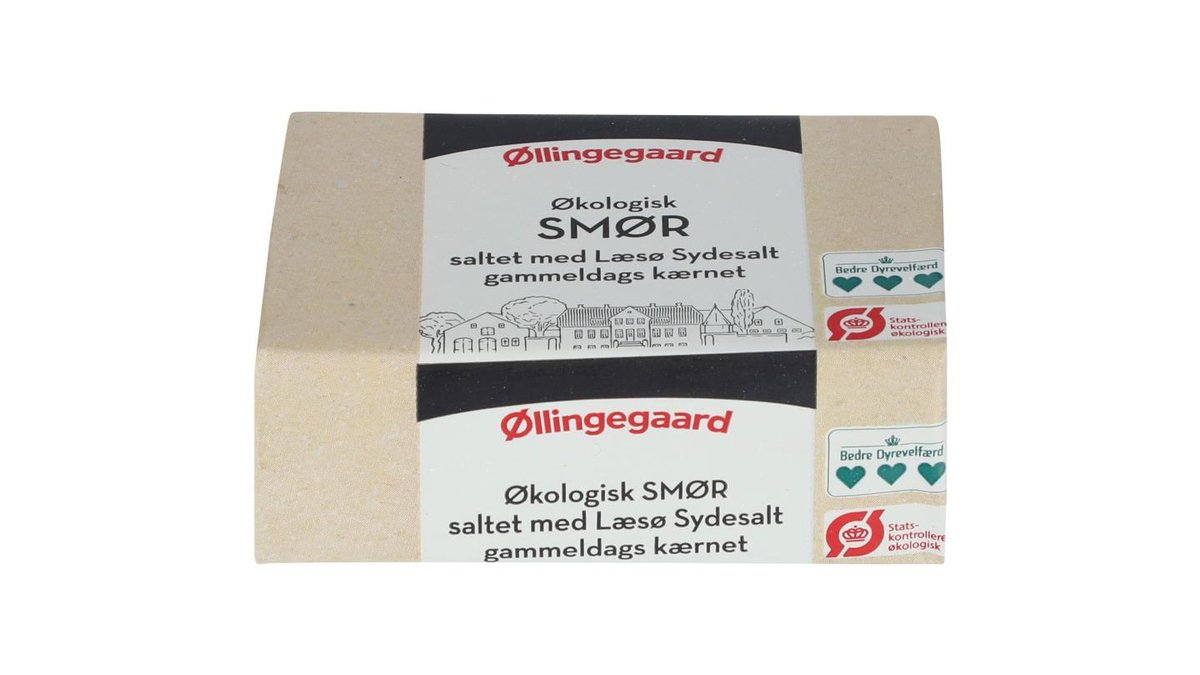 Øllingegaard
Økologisk
SMØR
saltet med Læsø Sydesalt
gammeldags kærnet
Bedre Dyrevelfærd
Stats-
kontrolleret
økologisk
Øllingegaard
Økologisk SMØR
saltet med Læsø Sydesalt
gammeldags kærnet
Bedre Dyrevelfærd
Stats-
kontrolleret
økologisk